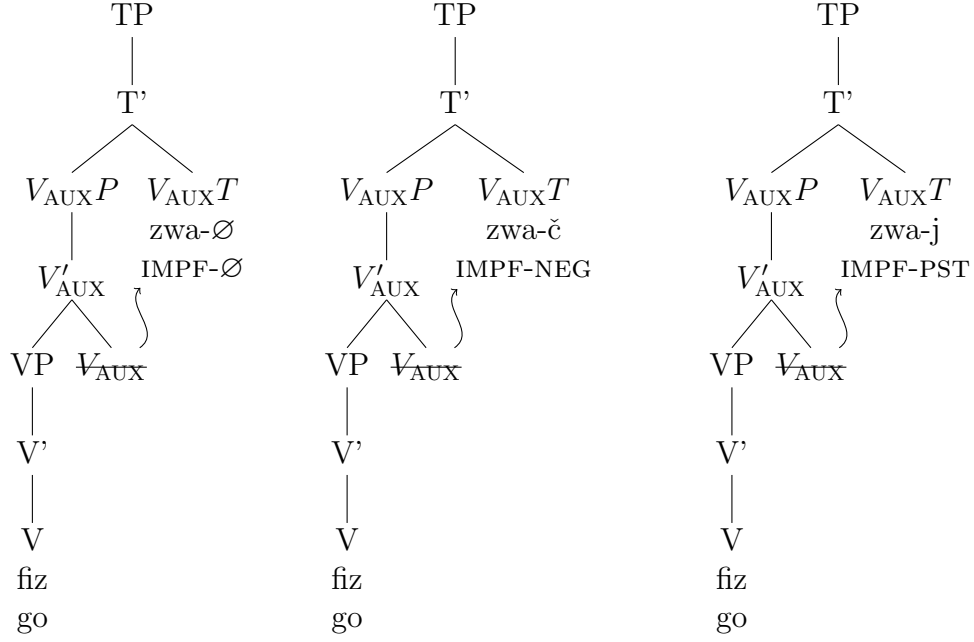 TP TP TP
T’ T’ T’
V_AUX P V_AUX T V_AUX P V_AUX T V_AUX P V_AUX T
zwa-∅ zwa-č zwa-j
IMPF-∅ IMPF-NEG IMPF-PST
V′_AUX V′_AUX V′_AUX
VP V_AUX VP V_AUX VP V_AUX
V’ V’ V’
V V V
fiz fiz fiz
go go go